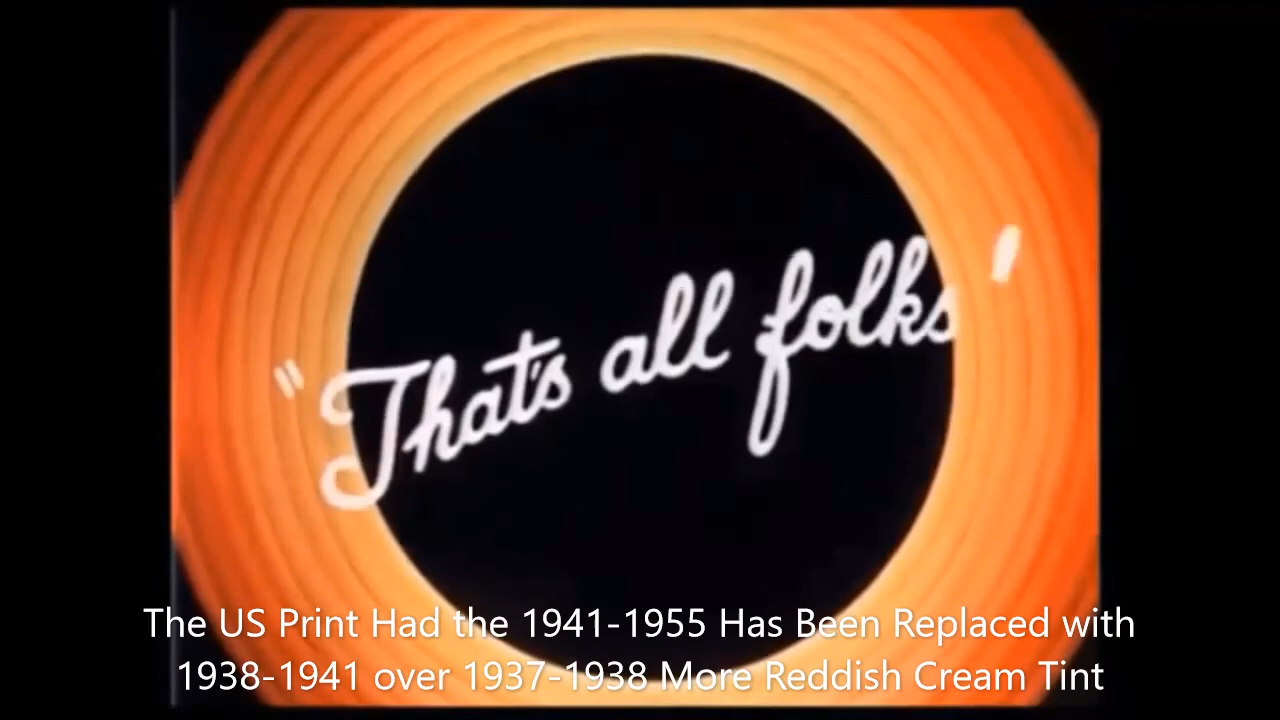 "That's all folks"
The US Print Had the 1941-1955 Has Been Replaced with
1938-1941 over 1937-1938 More Reddish Cream Tint